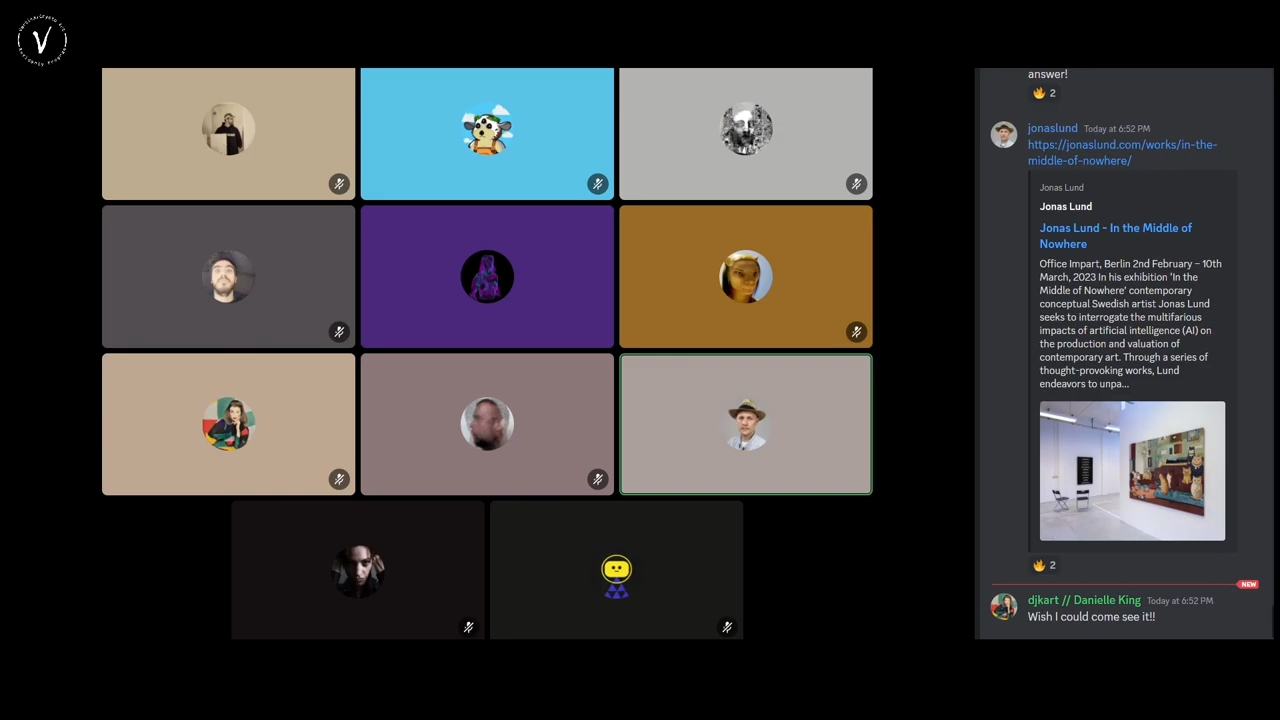 V
VerticalCrypto Art
Residency Program
answer!
2
jonaslund Today at 6:52 PM
https://jonaslund.com/works/in-the-
middle-of-nowhere/
Jonas Lund
Jonas Lund
Jonas Lund - In the Middle of
Nowhere
Office Impart, Berlin 2nd February – 10th
March, 2023 In his exhibition 'In the
Middle of Nowhere' contemporary
conceptual Swedish artist Jonas Lund
seeks to interrogate the multifarious
impacts of artificial intelligence (AI) on
the production and valuation of
contemporary art. Through a series of
thought-provoking works, Lund
endeavors to unpa...
2
NEW
djkart // Danielle King Today at 6:52 PM
Wish I could come see it!!